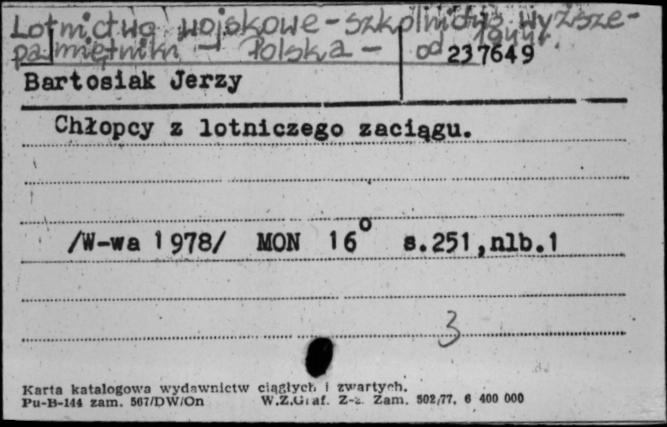 Lotnictwo wojskowe - szkolnictwo wyższe -
pamiętniki - Polska - od 1944r.
237649
Bartosiak Jerzy
Chłopcy z lotniczego zaciągu.
/W-wa 1978/ MON 16° s.251,nlb.1
3
Karta katalogowa wydawnictw ciągłych i zwartych.
Pu-B-144 zam. 567/DW/On W.Z.Graf. Z-z. Zam. 502/77. 6 400 000